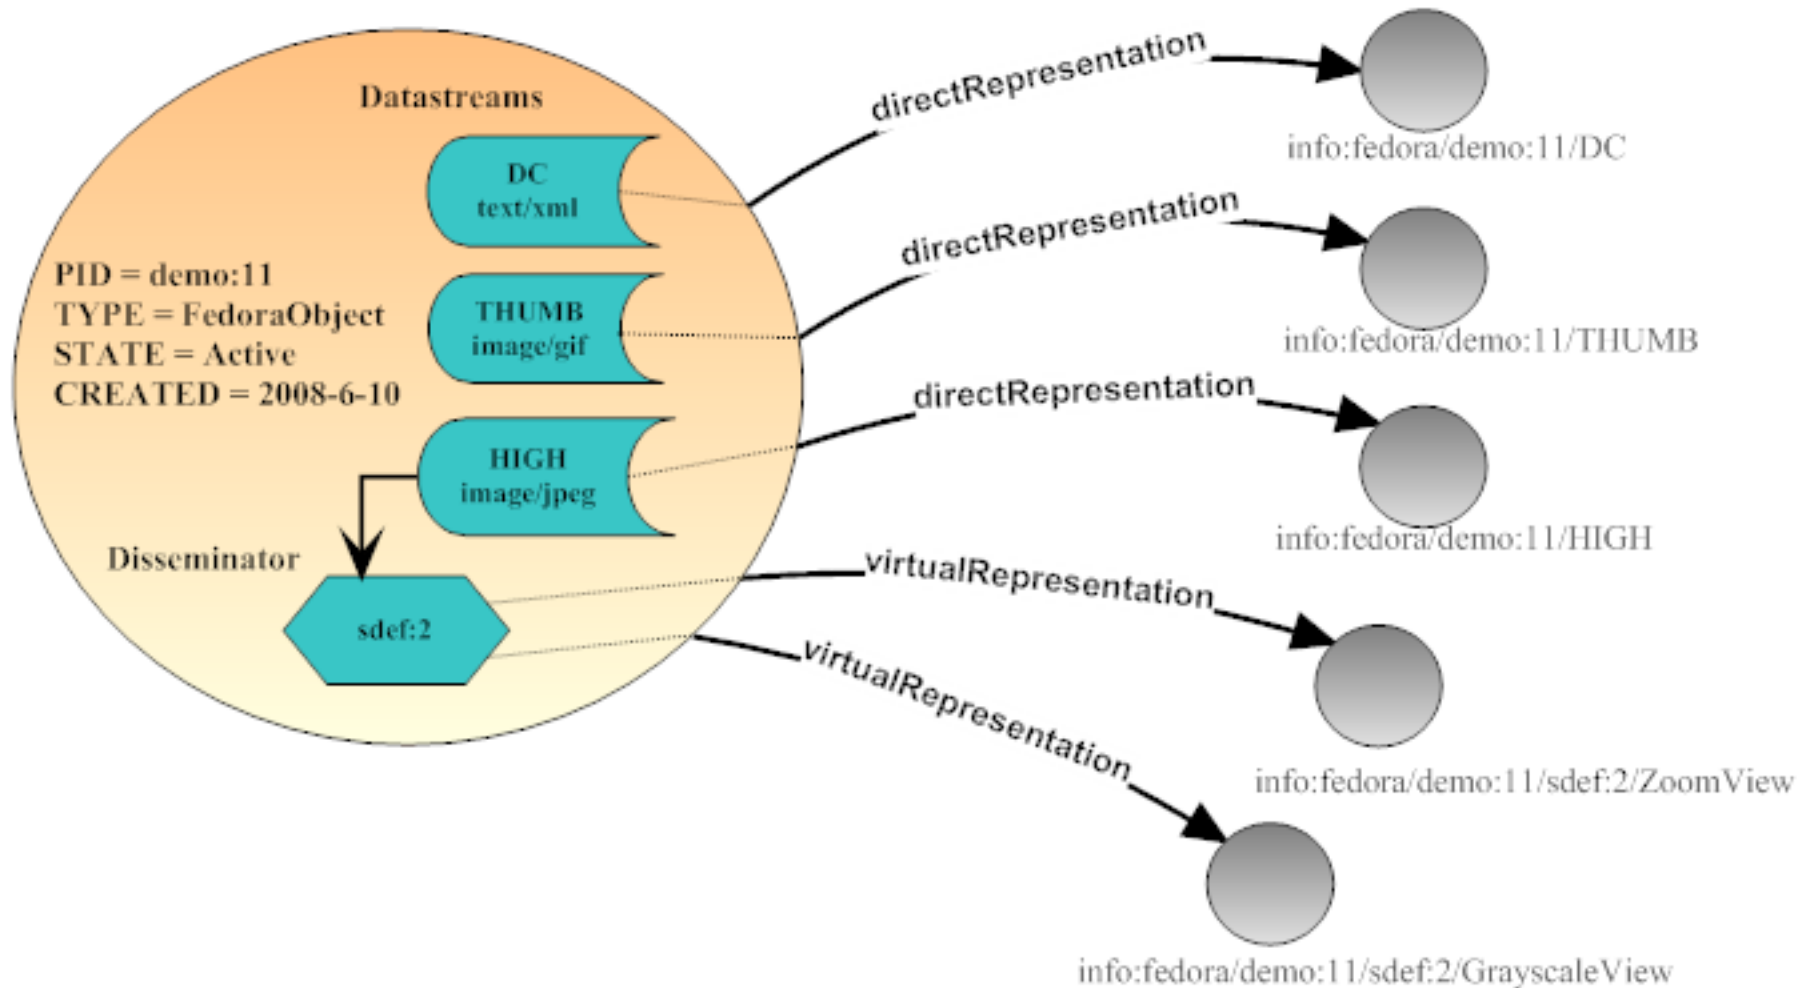 Datastreams
DC
text/xml
PID = demo:11
TYPE = FedoraObject
STATE = Active
CREATED = 2008-6-10
THUMB
image/gif
HIGH
image/jpeg
Disseminator
sdef:2
directRepresentation
info:fedora/demo:11/DC
directRepresentation
info:fedora/demo:11/THUMB
directRepresentation
info:fedora/demo:11/HIGH
virtualRepresentation
info:fedora/demo:11/sdef:2/ZoomView
virtualRepresentation
info:fedora/demo:11/sdef:2/GrayscaleView